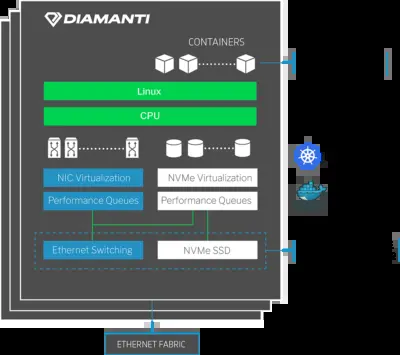 DIAMANTI
CONTAINERS
Linux
CPU
NIC Virtualization
NVMe Virtualization
Performance Queues
Performance Queues
Ethernet Switching
NVMe SSD
ETHERNET FABRIC